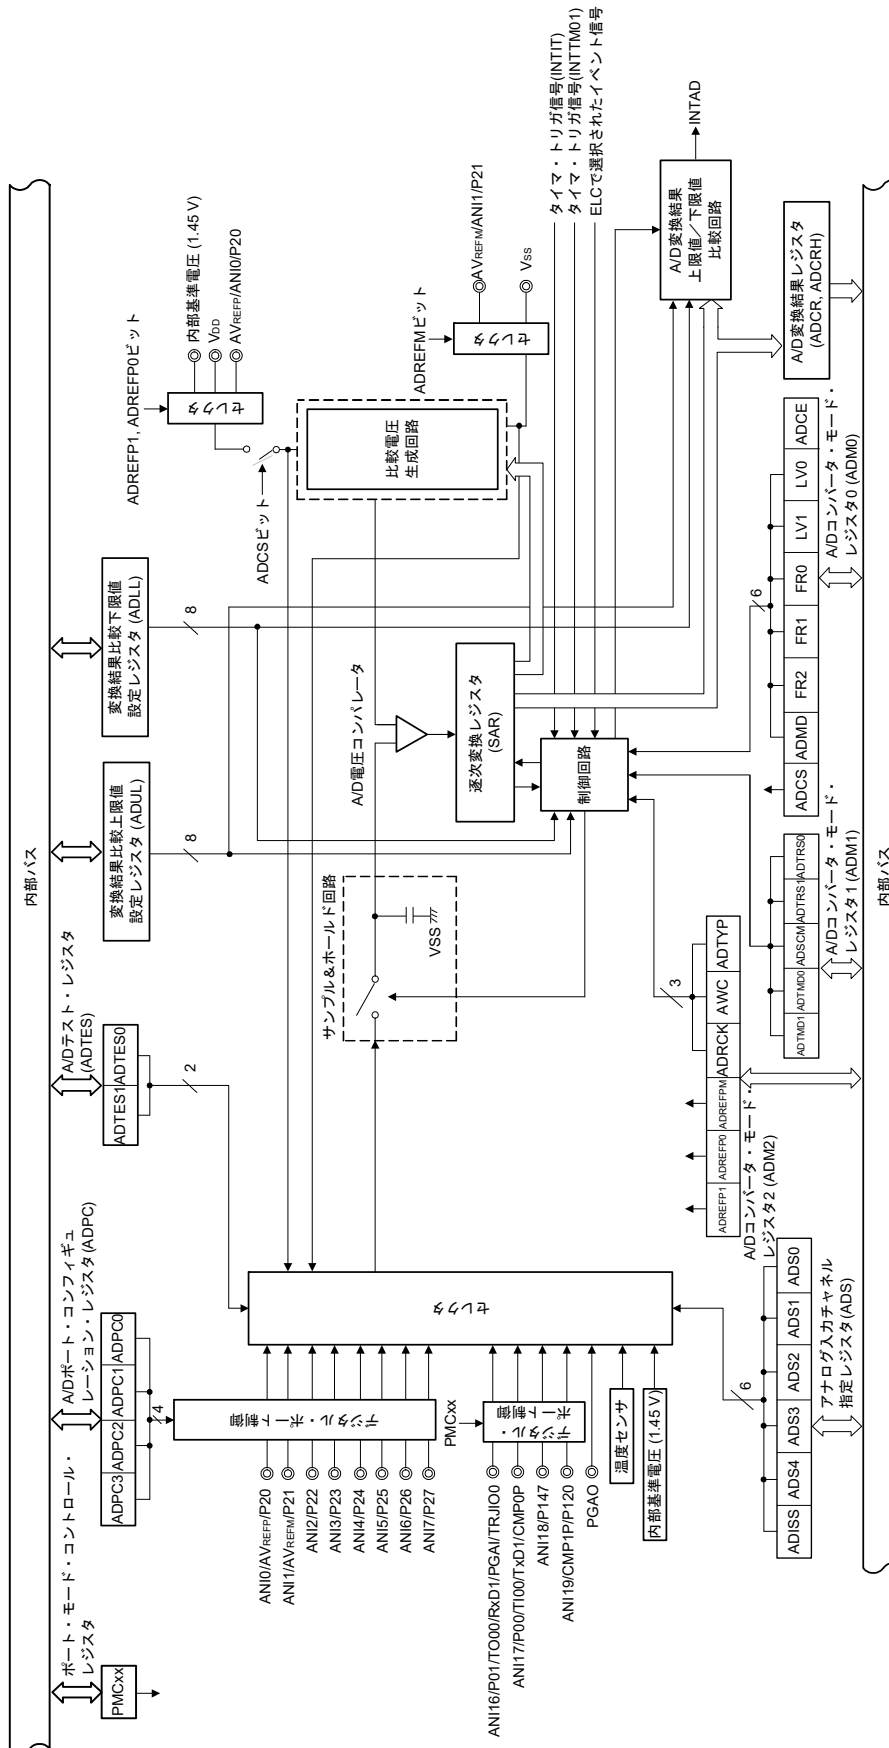 内部バス
ポート・モード・コントロール・
レジスタ
PMCxx
A/Dポート・コンフィギュ
レーション・レジスタ(ADPC)
ADPC3
ADPC2
ADPC1
ADPC0
4
A/Dテスト・レジスタ
(ADTES)
ADTES1
ADTES0
2
変換結果比較上限値
設定レジスタ (ADUL)
8
変換結果比較下限値
設定レジスタ (ADLL)
8
ADREFP1, ADREFP0ビット
セレクタ
内部基準電圧 (1.45 V)
VDD
AVREFP/ANI0/P20
ADCSビット
比較電圧
生成回路
ADREFMビット
セレクタ
AVREFM/ANI1/P21
VSS
デジタル・ポート制御
ANI0/AVREFP/P20
ANI1/AVREFM/P21
ANI2/P22
ANI3/P23
ANI4/P24
ANI5/P25
ANI6/P26
ANI7/P27
PMCxx
デジタル・
ポート制御
ANI16/P01/TO00/RxD1/PGAI/TRJIO0
ANI17/P00/TI00/TxD1/CMP0P
ANI18/P147
ANI19/CMP1P/P120
PGAO
温度センサ
内部基準電圧 (1.45 V)
セレクタ
サンプル&ホールド回路
VSS
A/D電圧コンパレータ
逐次変換レジスタ
(SAR)
制御回路
タイマ・トリガ信号(INTIT)
タイマ・トリガ信号(INTTM01)
ELCで選択されたイベント信号
A/D変換結果
上限値/下限値
比較回路
INTAD
A/D変換結果レジスタ
(ADCR, ADCRH)
6
ADISS
ADS4
ADS3
ADS2
ADS1
ADS0
アナログ入力チャネル
指定レジスタ(ADS)
3
ADREFP1
ADREFP0
ADREFPM
ADRCK
AWC
ADTYP
A/Dコンバータ・モード・
レジスタ2 (ADM2)
ADTMD1
ADTMD0
ADSCM
ADTRS1
ADTRS0
A/Dコンバータ・モード・
レジスタ1 (ADM1)
6
ADCS
ADMD
FR2
FR1
FR0
LV1
LV0
ADCE
A/Dコンバータ・モード・
レジスタ0 (ADM0)
内部バス